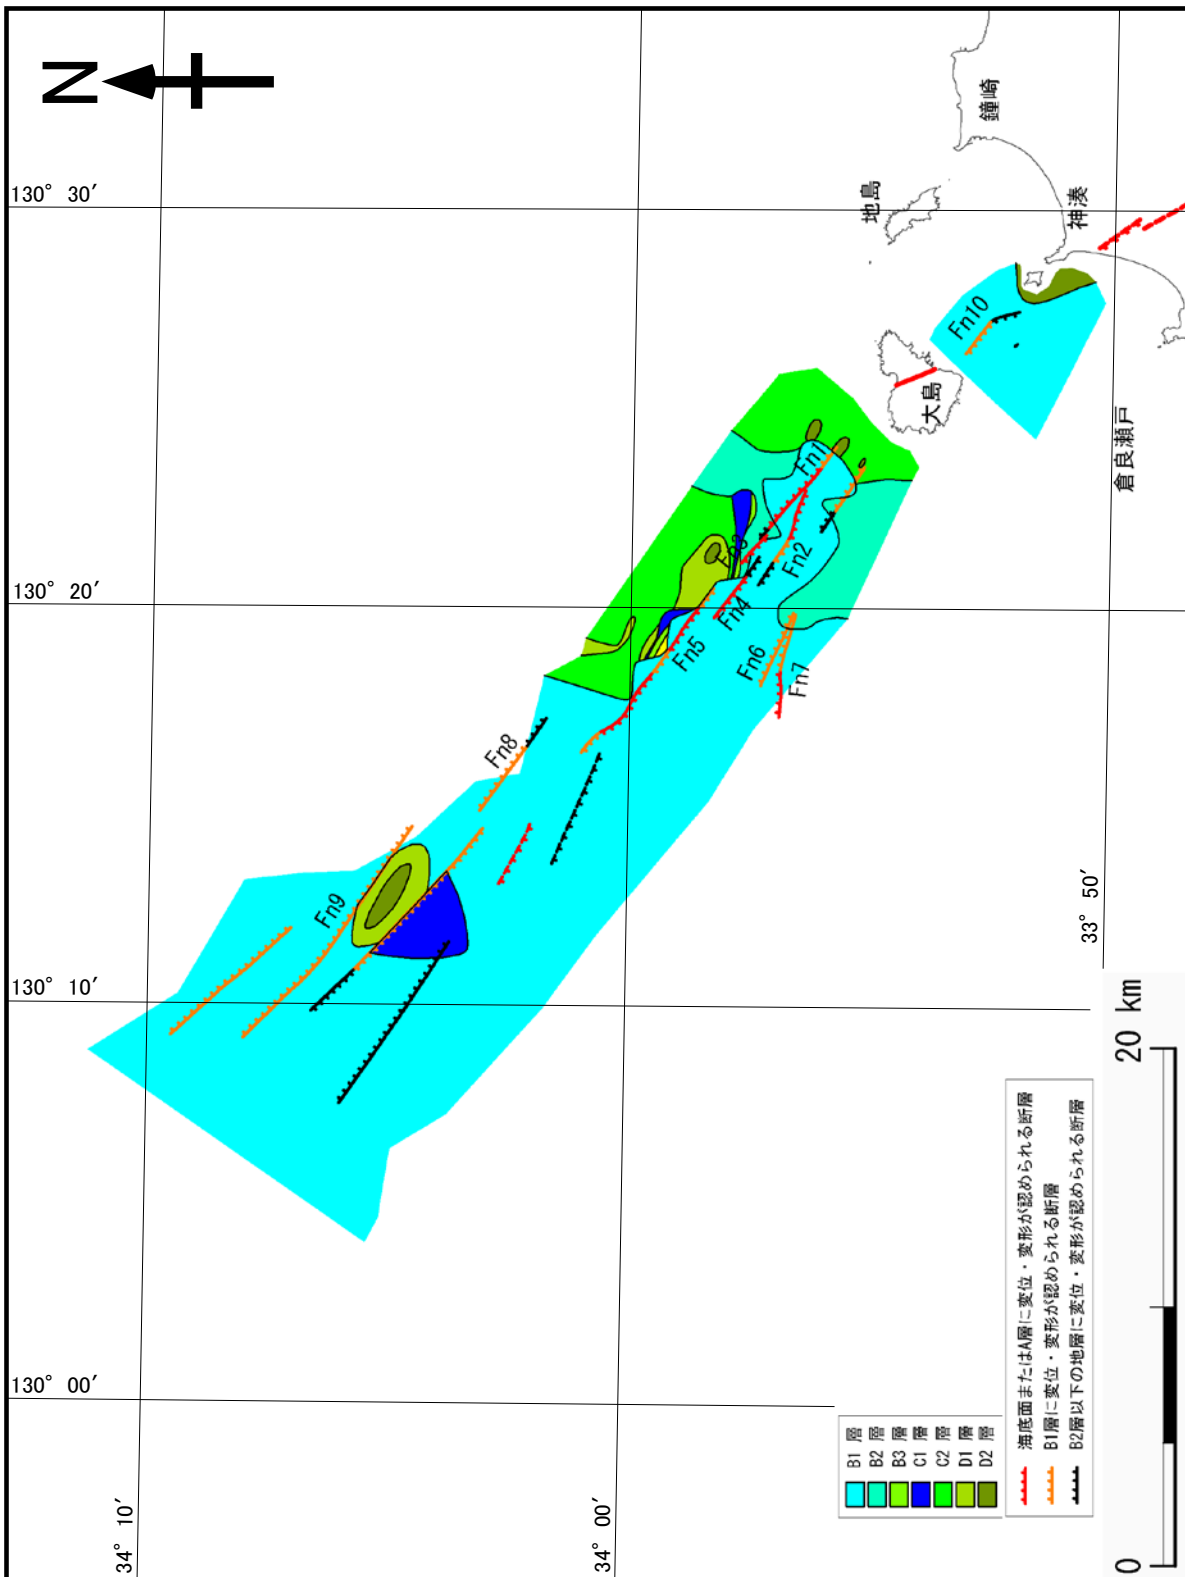 N
130° 30′
130° 20′
130° 10′
130° 00′
34° 10′
34° 00′
33° 50′
鐘崎
地島
神湊
大島
倉良瀬戸
Fn10
Fn1
Fn2
Fn3
Fn4
Fn5
Fn6
Fn7
Fn8
Fn9
B1 層
B2 層
B3 層
C1 層
C2 層
D1 層
D2 層
海底面またはA層に変位・変形が認められる断層
B1層に変位・変形が認められる断層
B2層以下の地層に変位・変形が認められる断層
0
20 km